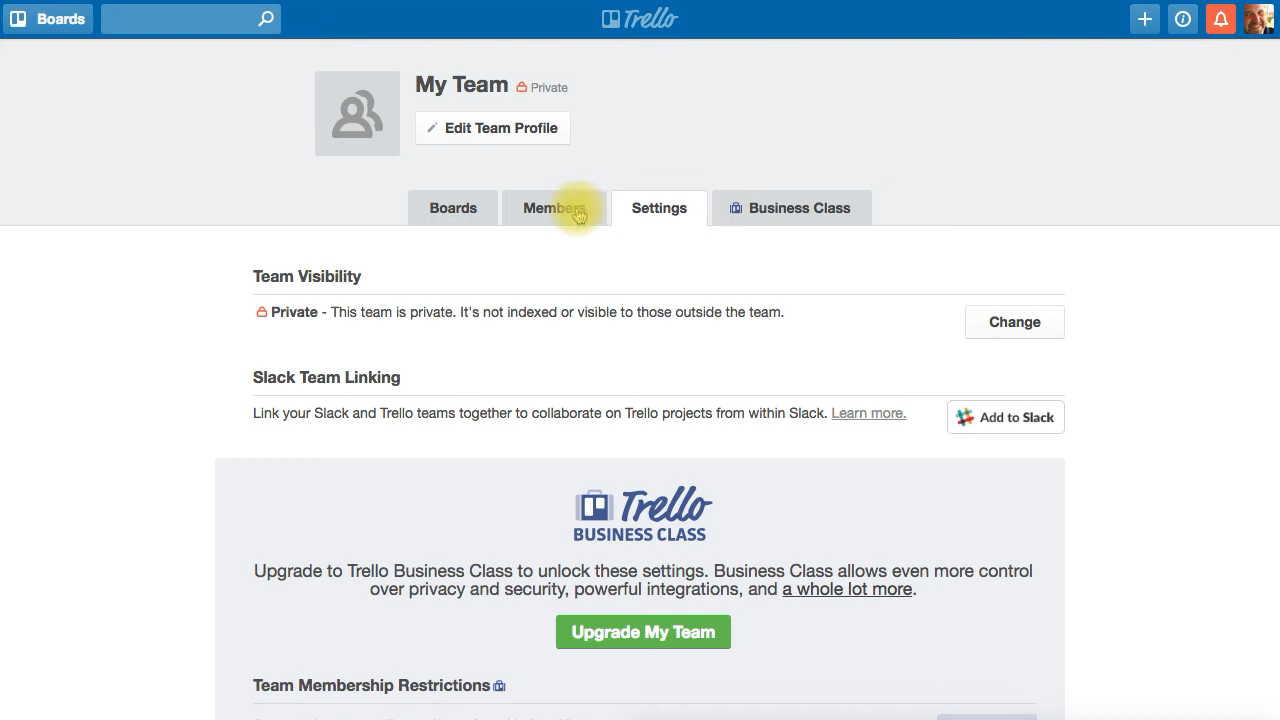 Boards
Trello
My Team Private
Edit Team Profile
Boards
Members
Settings
Business Class
Team Visibility
Private - This team is private. It's not indexed or visible to those outside the team.
Change
Slack Team Linking
Link your Slack and Trello teams together to collaborate on Trello projects from within Slack. Learn more.
Add to Slack
Trello
BUSINESS CLASS
Upgrade to Trello Business Class to unlock these settings. Business Class allows even more control
over privacy and security, powerful integrations, and a whole lot more.
Upgrade My Team
Team Membership Restrictions